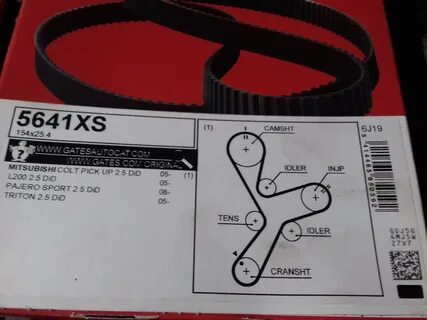 5641XS
154x25.4
WWW.GATESAUTOCAT.COM
WWW.GATES.COM ORIGINAL
MITSUBISHI COLT PICK UP 2.5 DiD 05- (1)
L200 2.5 DiD 05-
PAJERO SPORT 2.5 DiD 08-
TRITON 2.5 DiD 05-
(1)
CAMSHT
I
IDLER
INJP
II
TENS
IDLER
CRANSHT
6J19